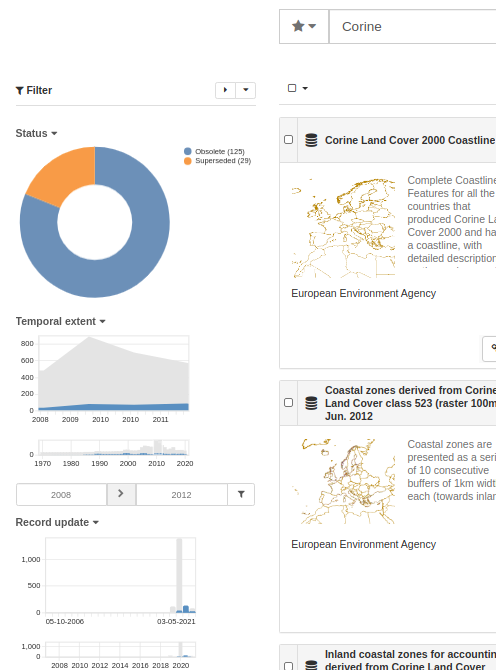 Corine
Filter
Status
Obsolete (125)
Superseded (29)
Temporal extent
800
600
400
200
0
2008 2009 2010 2010 2011
0
1970 1980 1990 2000 2010 2020
2008 2012
Record update
1,000
500
0
05-10-2006 03-05-2021
1,000
0
2008 2010 2012 2014 2016 2018 2020
Corine Land Cover 2000 Coastline
Complete Coastline
Features for all the
countries that
produced Corine La
Cover 2000 and ha
a coastline, with
detailed description
European Environment Agency
Coastal zones derived from Corine
Land Cover class 523 (raster 100m
Jun. 2012
Coastal zones are
presented as a seri
of 10 consecutive
buffers of 1km widt
each (towards inlan
European Environment Agency
Inland coastal zones for accountin
derived from Corine Land Cover